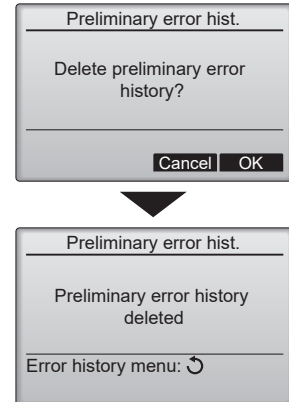 Preliminary error hist.
Delete preliminary error
history?
Cancel OK
Preliminary error hist.
Preliminary error history
deleted
Error history menu: